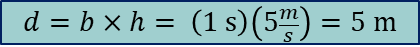 d = b × h = (1 s)(5 m/s) = 5 m